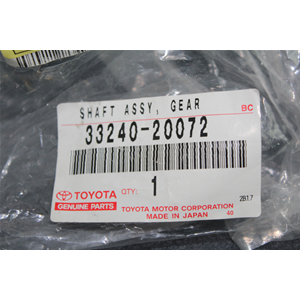 SHAFT ASSY, GEAR BC
33240-20072
TOYOTA
GENUINE PARTS
QTY:
1
TOYOTA MOTOR CORPORATION
MADE IN JAPAN 40
2B17